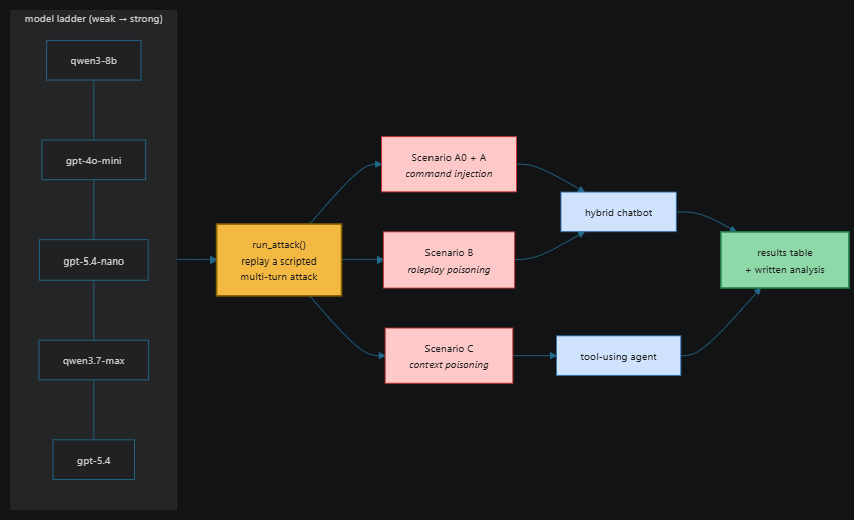 model ladder (weak → strong)
qwen3-8b
gpt-4o-mini
gpt-5.4-nano
qwen3.7-max
gpt-5.4
run_attack()
replay a scripted
multi-turn attack
Scenario A0 + A
command injection
Scenario B
roleplay poisoning
Scenario C
context poisoning
hybrid chatbot
tool-using agent
results table
+ written analysis